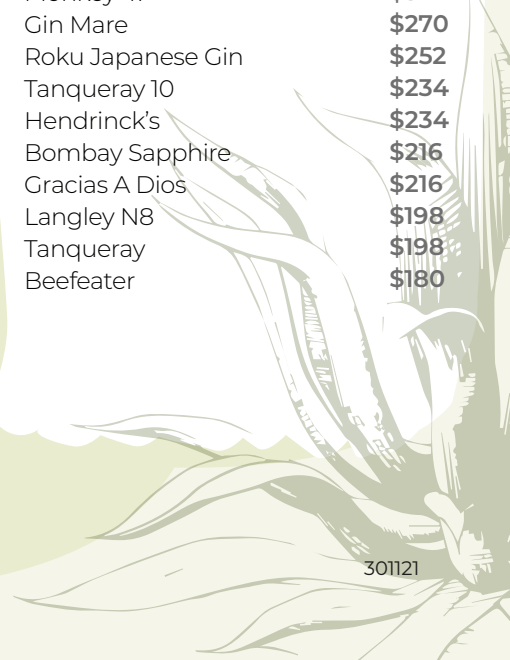 Gin Mare $270
Roku Japanese Gin $252
Tanqueray 10 $234
Hendrinck's $234
Bombay Sapphire $216
Gracias A Dios $216
Langley N8 $198
Tanqueray $198
Beefeater $180
301121